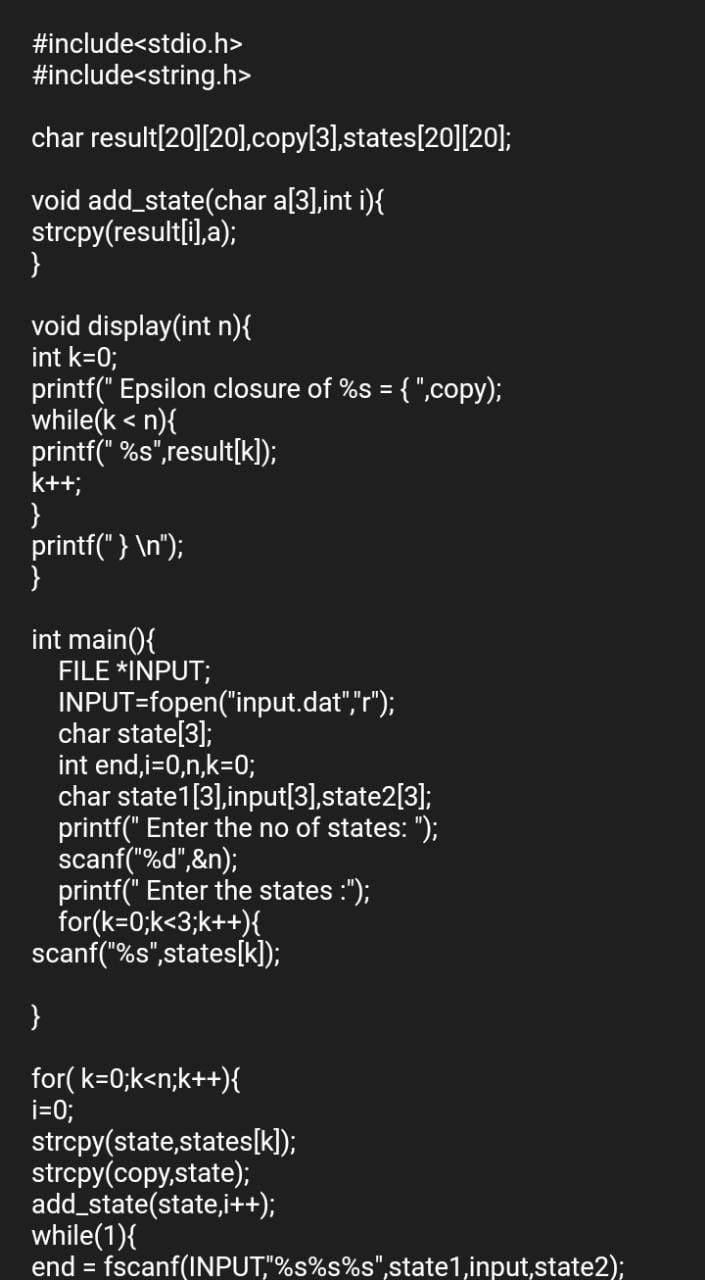 #include<stdio.h>
#include<string.h>
char result[20][20],copy[3],states[20][20];
void add_state(char a[3],int i){
strcpy(result[i],a);
}
void display(int n){
int k=0;
printf(" Epsilon closure of %s = { ",copy);
while(k < n){
printf(" %s",result[k]);
k++;
}
printf(" } \n");
}
int main(){
FILE *INPUT;
INPUT=fopen("input.dat","r");
char state[3];
int end,i=0,n,k=0;
char state1[3],input[3],state2[3];
printf(" Enter the no of states: ");
scanf("%d",&n);
printf(" Enter the states :");
for(k=0;k<3;k++){
scanf("%s",states[k]);
}
for( k=0;k<n;k++){
i=0;
strcpy(state,states[k]);
strcpy(copy,state);
add_state(state,i++);
while(1){
end = fscanf(INPUT,"%s%s%s",state1,input,state2);